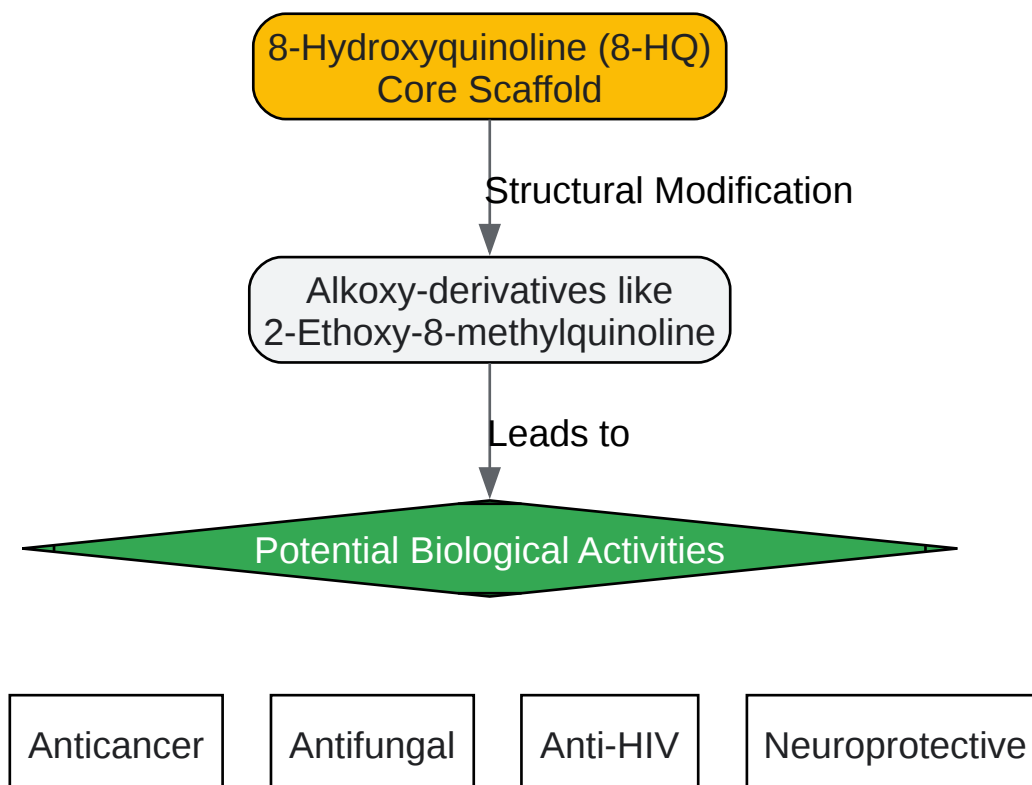 8-Hydroxyquinoline (8-HQ)
Core Scaffold
Structural Modification
Alkoxy-derivatives like
2-Ethoxy-8-methylquinoline
Leads to
Potential Biological Activities
Anticancer
Antifungal
Anti-HIV
Neuroprotective